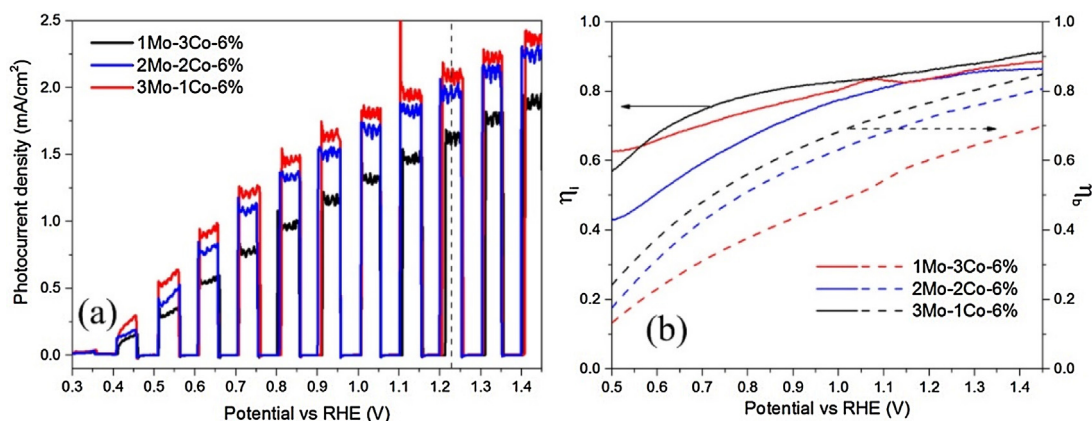 2.5
2.0
1.5
1.0
0.5
0.0
Photocurrent density (mA/cm²)
1Mo-3Co-6%
2Mo-2Co-6%
3Mo-1Co-6%
(a)
0.3 0.4 0.5 0.6 0.7 0.8 0.9 1.0 1.1 1.2 1.3 1.4
Potential vs RHE (V)
1.0
0.8
0.6
0.4
0.2
0.0
ηᵢ
1Mo-3Co-6%
2Mo-2Co-6%
3Mo-1Co-6%
(b)
0.5 0.6 0.7 0.8 0.9 1.0 1.1 1.2 1.3 1.4
Potential vs RHE (V)
1.0
0.8
0.6
0.4
0.2
0.0
ηb